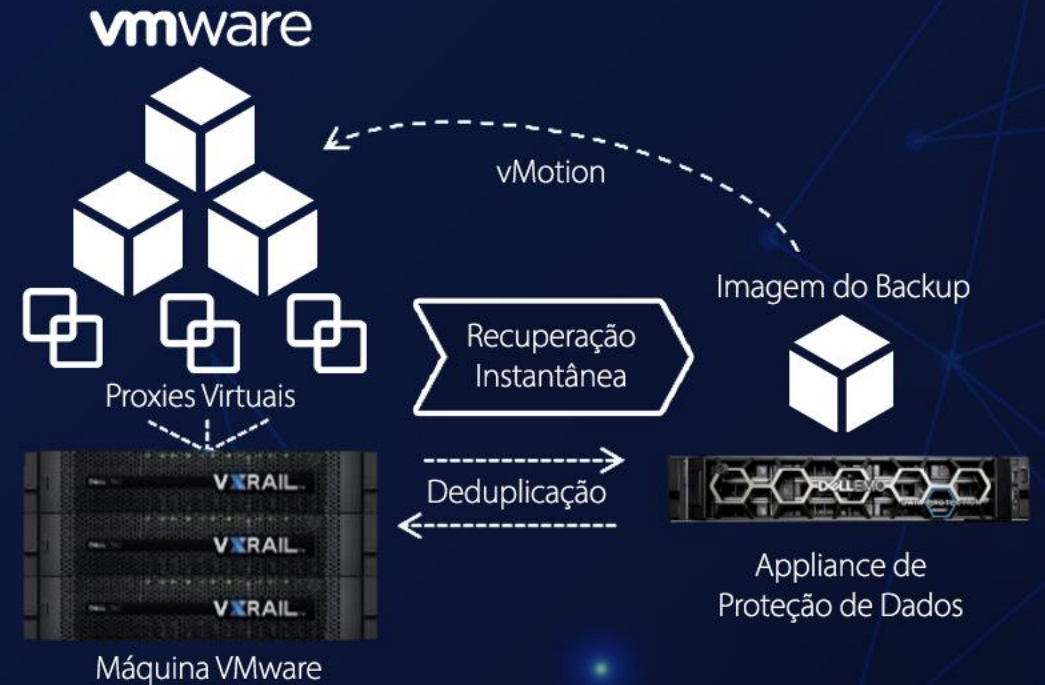 vmware
vMotion
Imagem do Backup
Recuperação
Instantânea
Proxies Virtuais
VXRAIL
VXRAIL
VXRAIL
Deduplicação
DELLEMC
Appliance de
Proteção de Dados
Máquina VMware